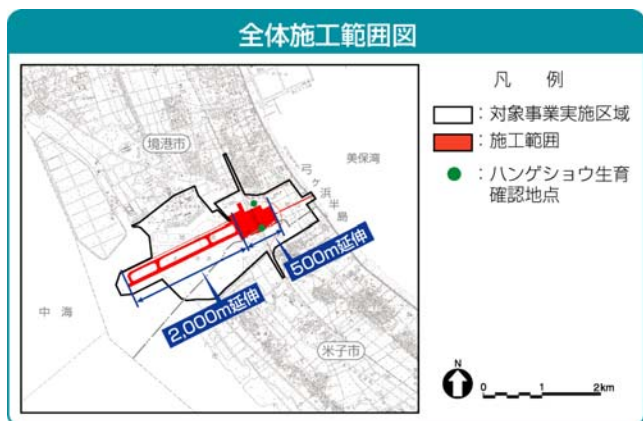 全体施工範囲図
境港市
弓ヶ浜半島
美保湾
500m延伸
2,000m延伸
中 海
米子市
凡 例
：対象事業実施区域
：施工範囲
：ハンゲショウ生育
確認地点
N
0 1 2km